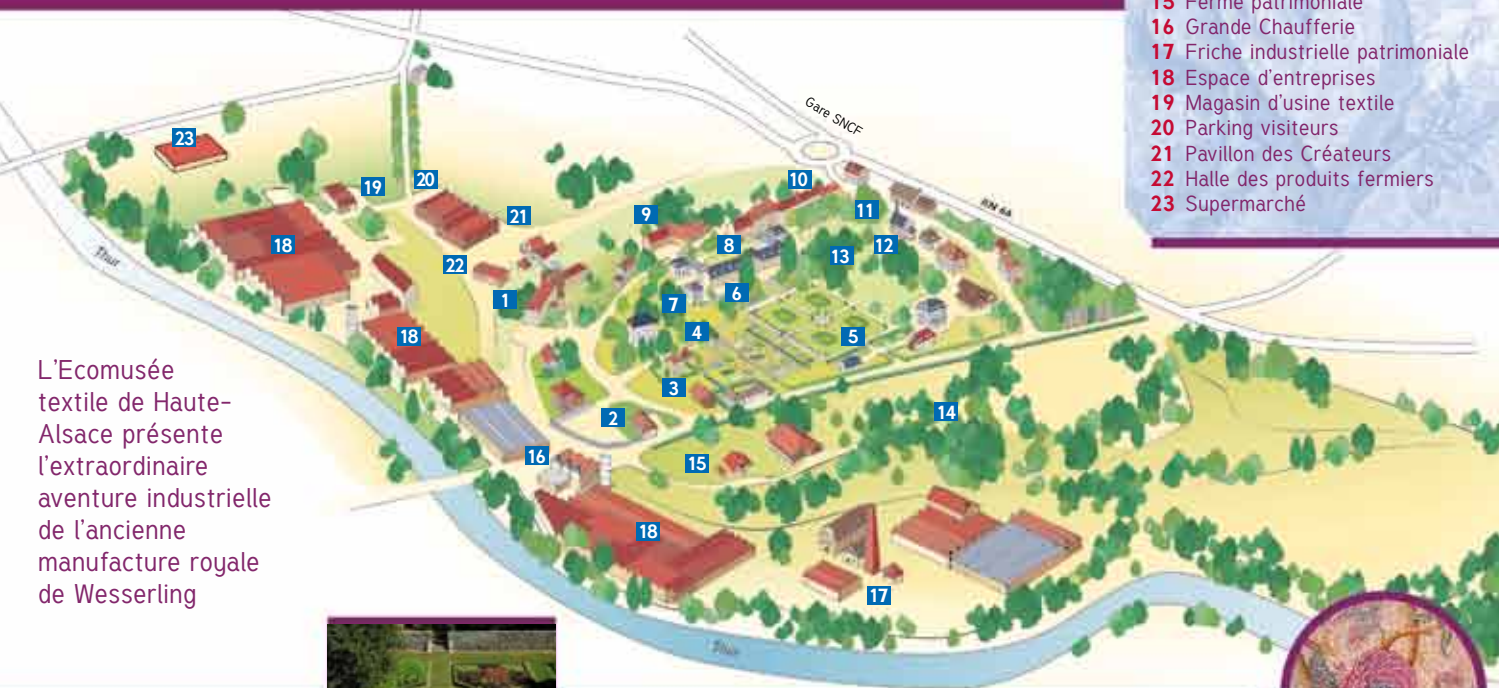 15 Ferme patrimoniale
16 Grande Chaufferie
17 Friche industrielle patrimoniale
18 Espace d'entreprises
19 Magasin d'usine textile
20 Parking visiteurs
21 Pavillon des Créateurs
22 Halle des produits fermiers
23 Supermarché
Gare SNCF
RN 66
23
19
20
21
10
9
11
18
8
12
13
22
1
7
6
4
5
18
3
2
14
16
15
18
17
Thur
Thur
L'Ecomusée
textile de Haute-
Alsace présente
l'extraordinaire
aventure industrielle
de l'ancienne
manufacture royale
de Wesserling